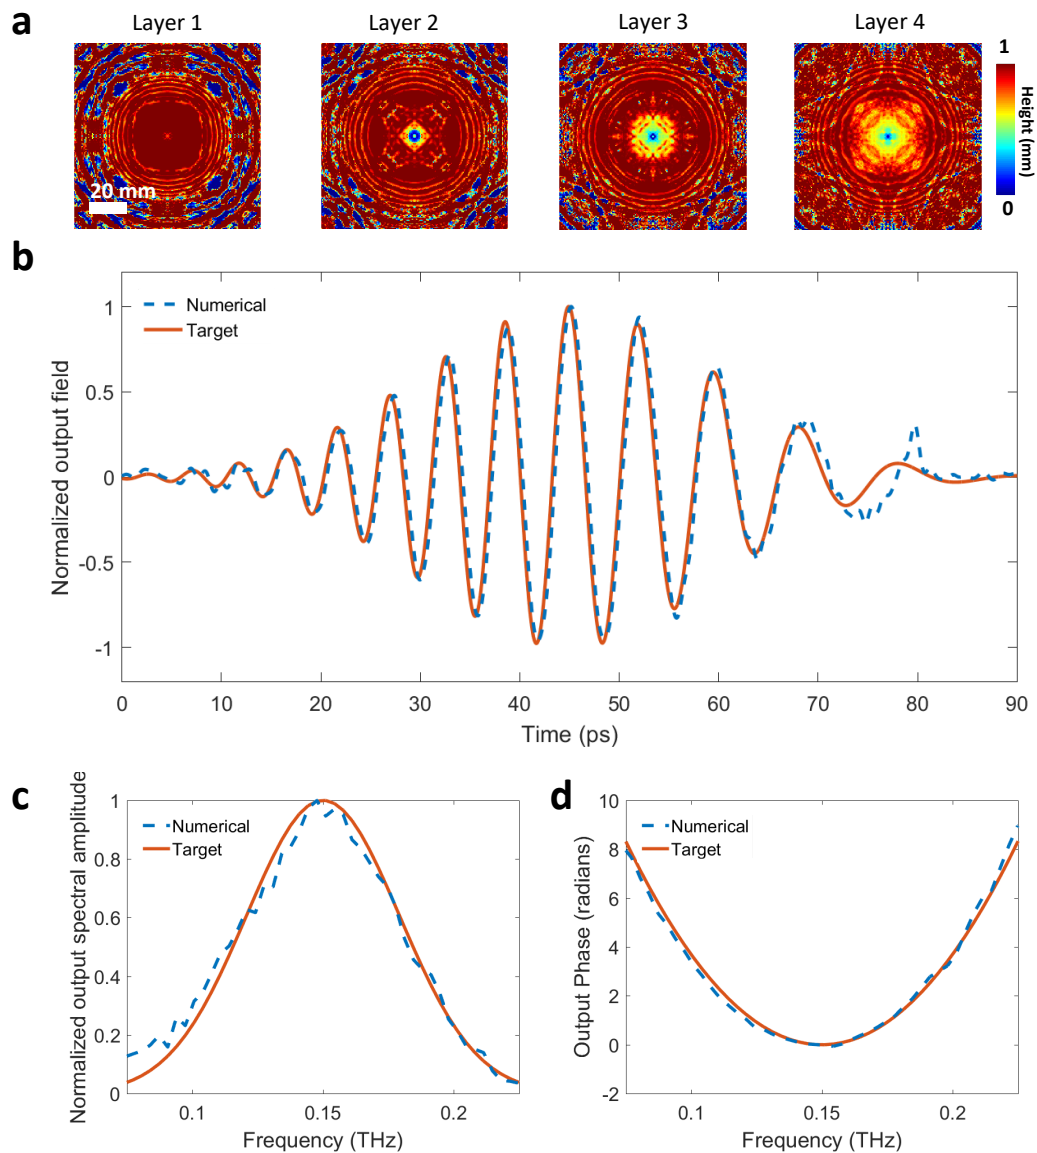 a
Layer 1
Layer 2
Layer 3
Layer 4
20 mm
1
Height (mm)
0
b
Numerical
Target
1
0.5
0
-0.5
-1
Normalized output field
0 10 20 30 40 50 60 70 80 90
Time (ps)
c
Numerical
Target
1
0.8
0.6
0.4
0.2
0
Normalized output spectral amplitude
0.1 0.15 0.2
Frequency (THz)
d
Numerical
Target
10
8
6
4
2
0
-2
Output Phase (radians)
0.1 0.15 0.2
Frequency (THz)